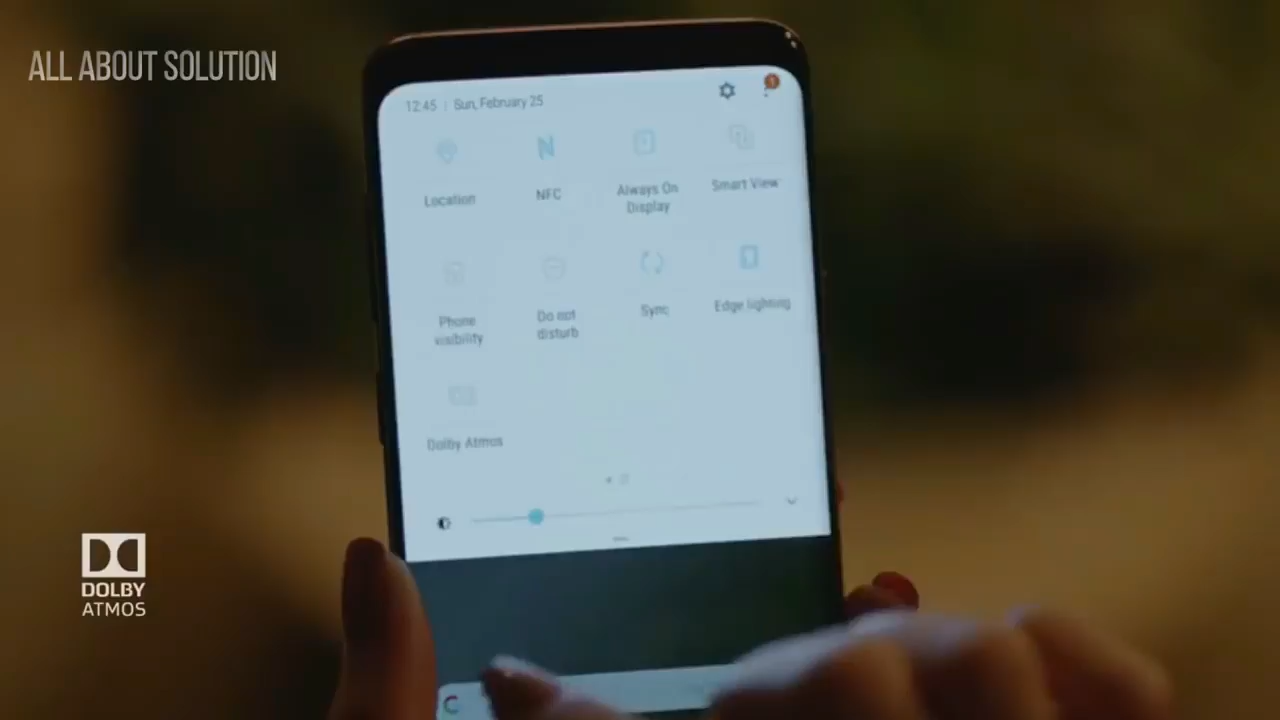 ALL ABOUT SOLUTION
12:45 | Sun, February 25
1
Location
NFC
Always On
Display
Smart View
Phone
visibility
Do not
disturb
Sync
Edge lighting
Dolby Atmos
DOLBY
ATMOS